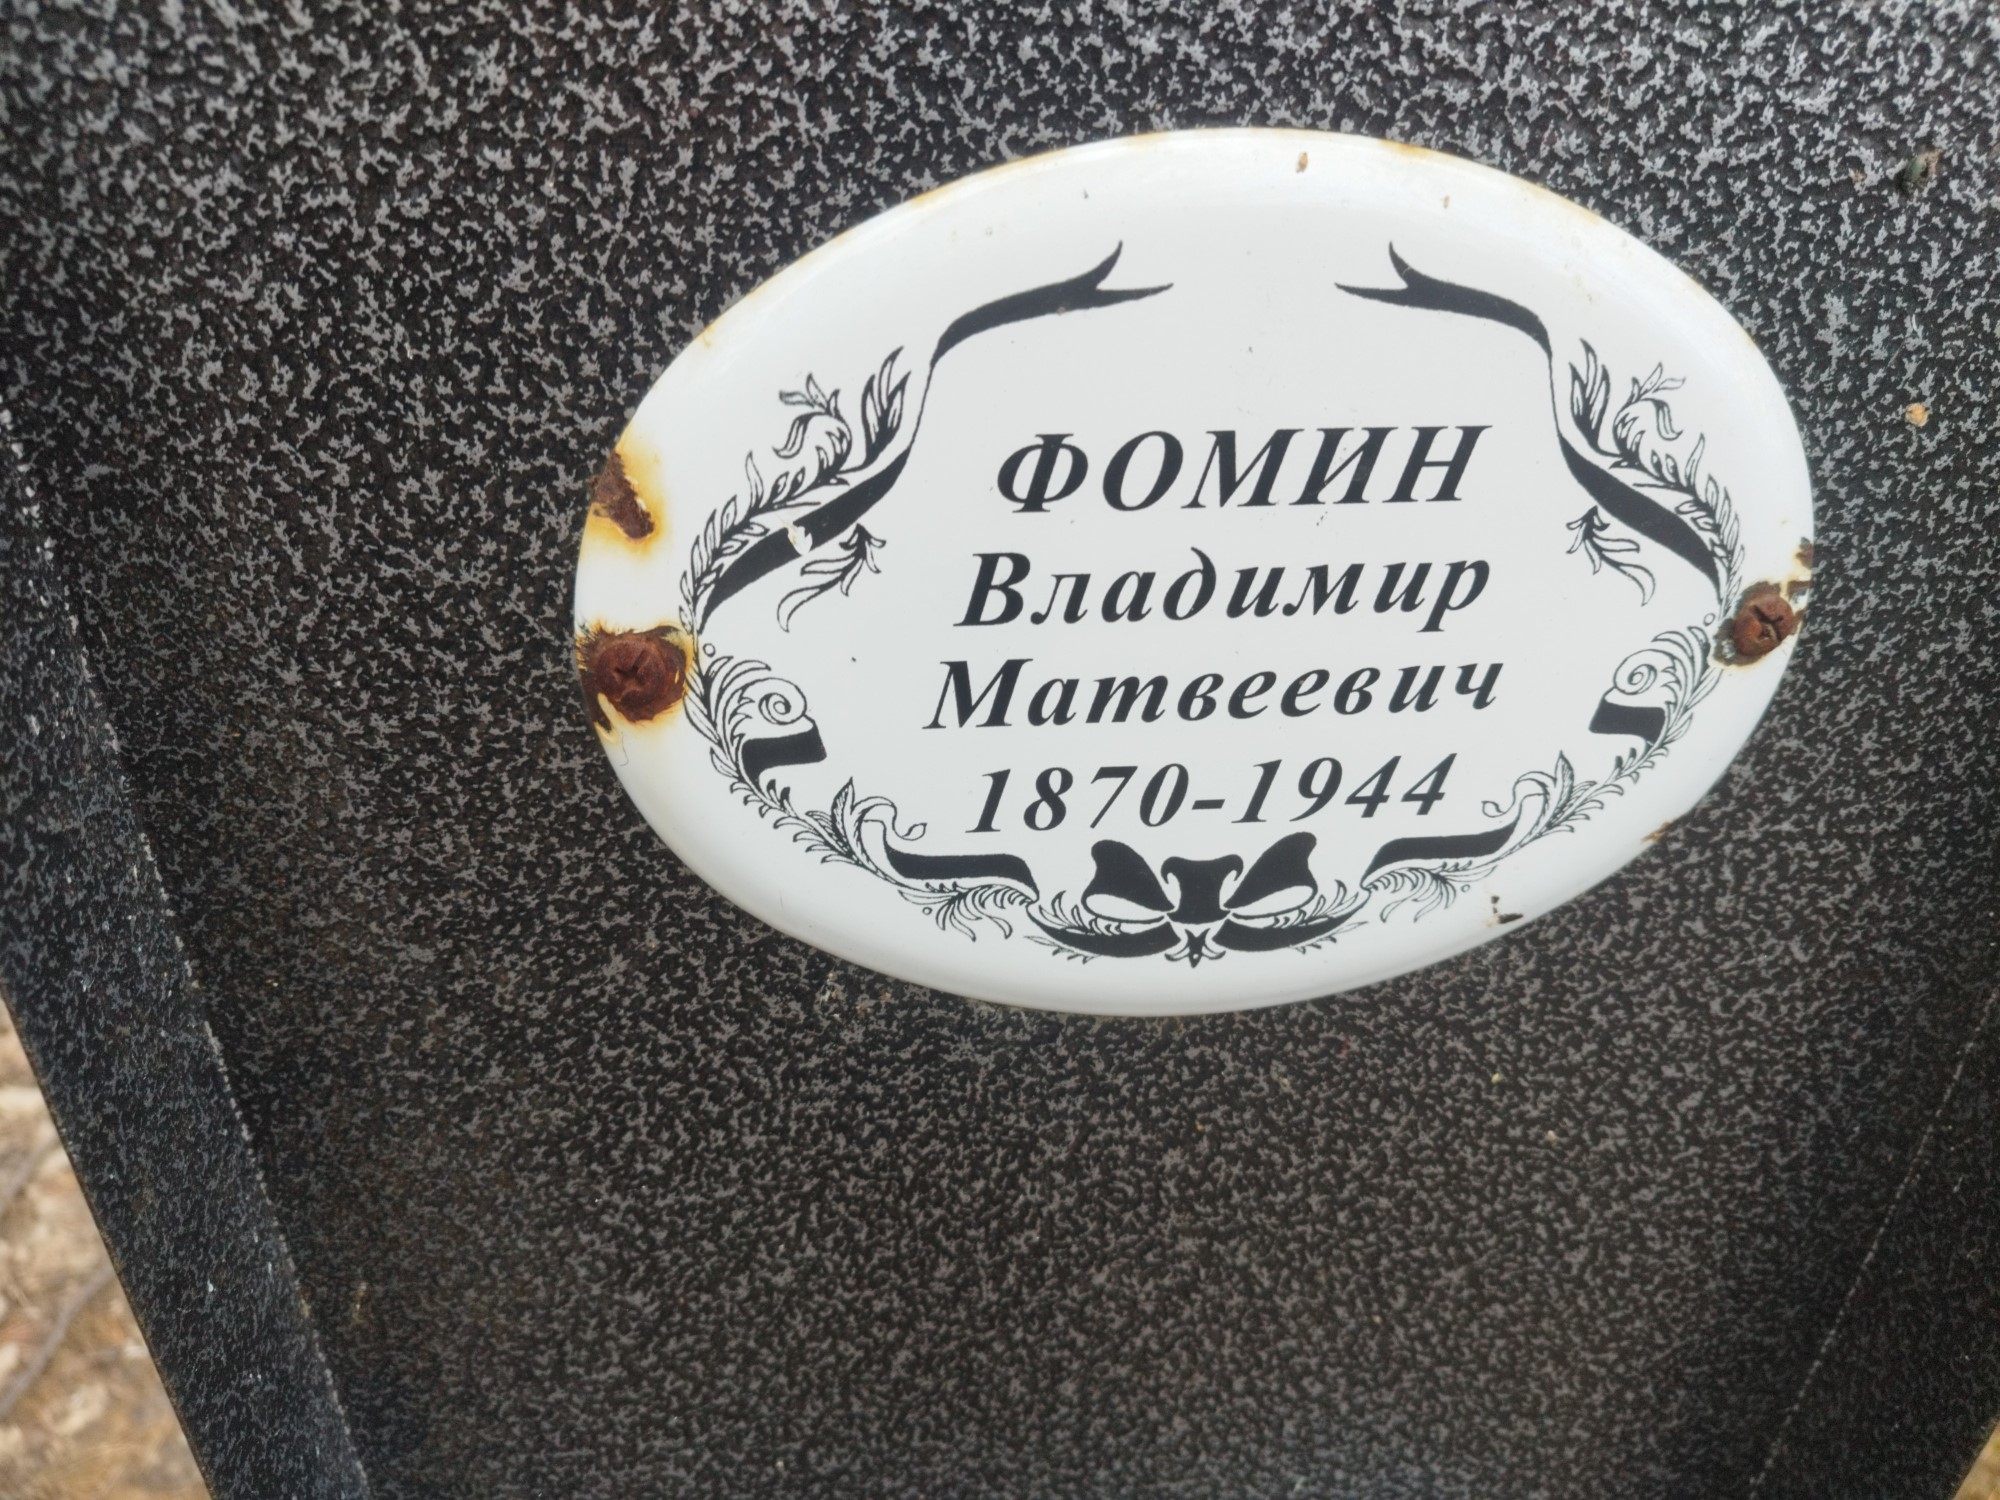 ФОМИН
Владимир
Матвеевич
1870-1944